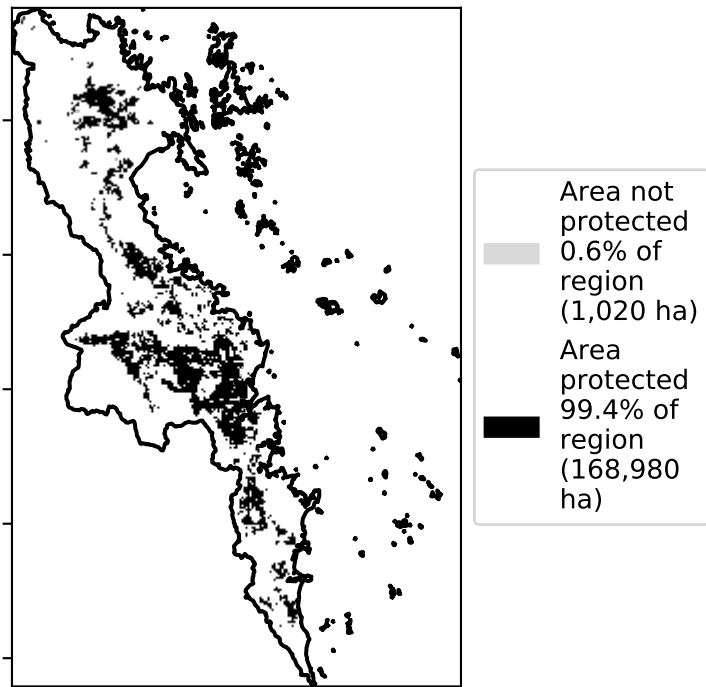 Area not
protected
0.6% of
region
(1,020 ha)
Area
protected
99.4% of
region
(168,980
ha)